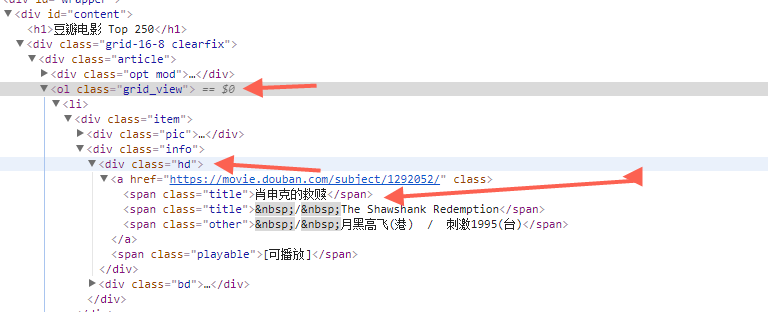 <div id="content">
<h1>豆瓣电影 Top 250</h1>
▼<div class="grid-16-8 clearfix">
▼<div class="article">
▶<div class="opt mod">…</div>
▼<ol class="grid_view"> == $0
▼<li>
▼<div class="item">
▶<div class="pic">…</div>
▼<div class="info">
▼<div class="hd">
▼<a href="https://movie.douban.com/subject/1292052/" class>
<span class="title">肖申克的救赎</span>
<span class="title">&nbsp;/&nbsp;The Shawshank Redemption</span>
<span class="other">&nbsp;/&nbsp;月黑高飞(港)  /  刺激1995(台)</span>
</a>
<span class="playable">[可播放]</span>
</div>
▶<div class="bd">…</div>
</div>